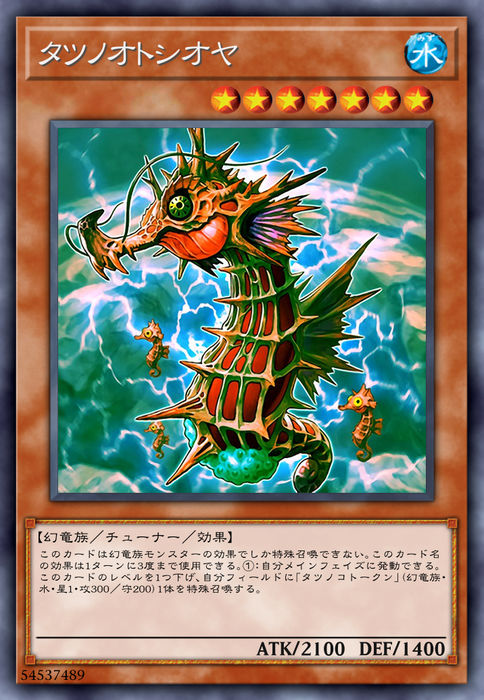 タツノオトシオヤ
みず
水
【幻竜族／チューナー／効果】
このカードは幻竜族モンスターの効果でしか特殊召喚できない。このカード名
の効果は1ターンに3度まで使用できる。①：自分メインフェイズに発動できる。
このカードのレベルを1つ下げ、自分フィールドに「タツノコトークン」(幻竜族・
水・星1・攻300／守200)1体を特殊召喚する。
ATK/2100 DEF/1400
54537489